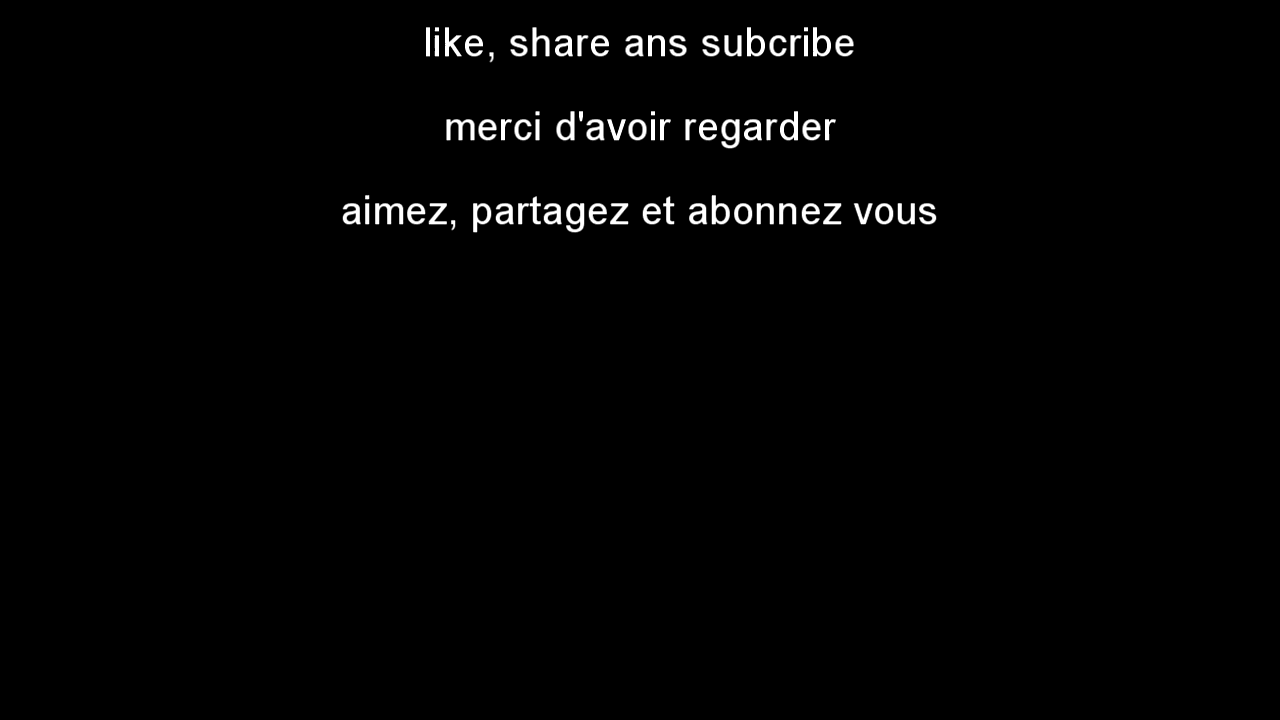 like, share ans subcribe
merci d'avoir regarder
aimez, partagez et abonnez vous